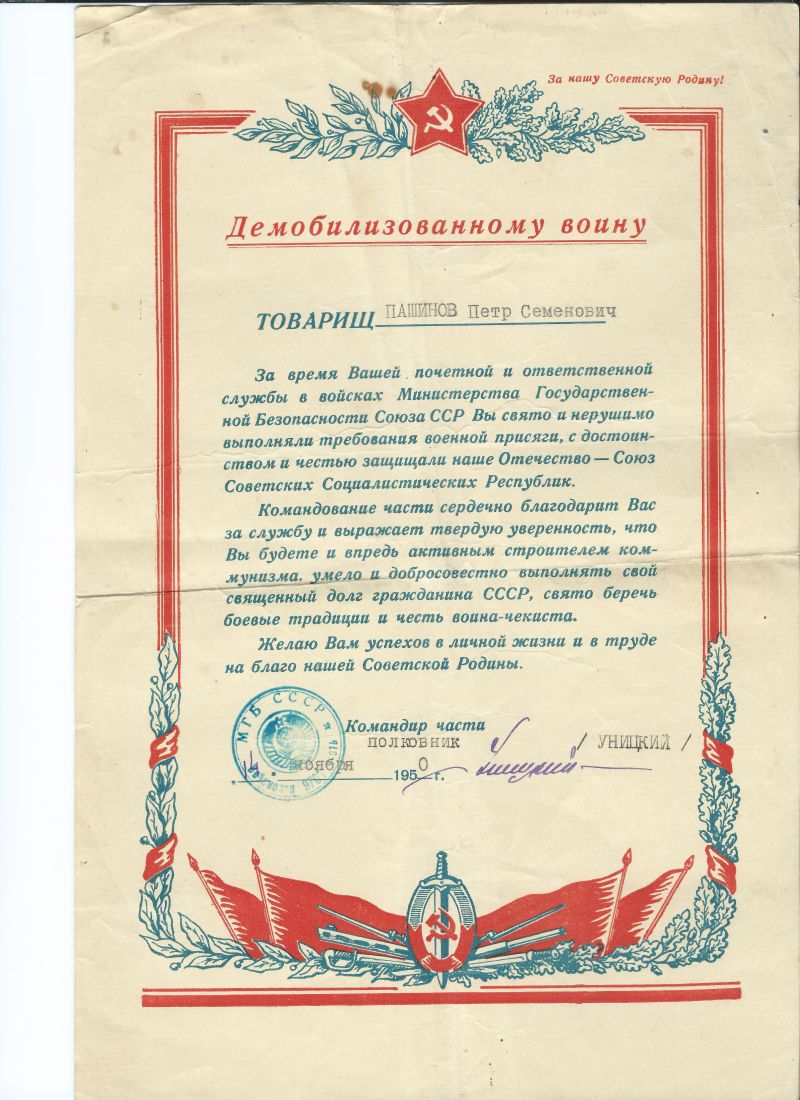 За нашу Советскую Родину!
Демобилизованному воину
ТОВАРИЩ ПАШИНОВ Петр Семенович
За время Вашей почетной и ответственной
службы в войсках Министерства Государствен-
ной Безопасности Союза ССР Вы свято и нерушимо
выполняли требования военной присяги, с достоин-
ством и честью защищали наше Отечество — Союз
Советских Социалистических Республик.
Командование части сердечно благодарит Вас
за службу и выражает твердую уверенность, что
Вы будете и впредь активным строителем ком-
мунизма, умело и добросовестно выполнять свой
священный долг гражданина СССР, свято беречь
боевые традиции и честь воина-чекиста.
Желаю Вам успехов в личной жизни и в труде
на благо нашей Советской Родины.
МГБ СССР
Командир части
полковник
/ УНИЦКИЙ /
ноября 1950 г.